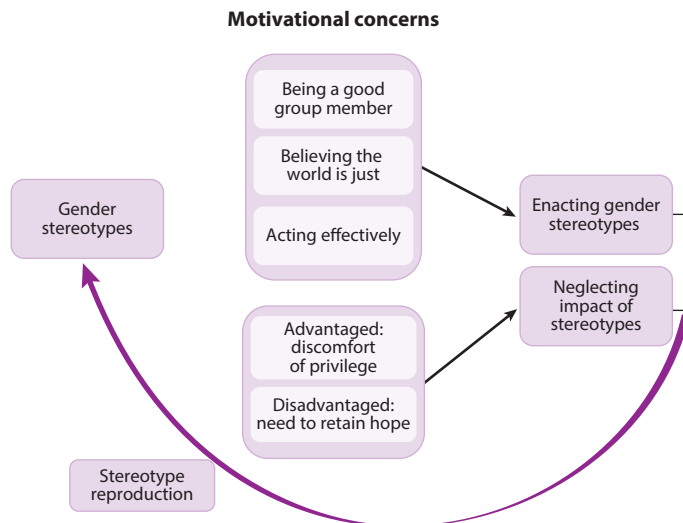 Motivational concerns
Being a good
group member
Believing the
world is just
Acting effectively
Gender
stereotypes
Enacting gender
stereotypes
Neglecting
impact of
stereotypes
Advantaged:
discomfort
of privilege
Disadvantaged:
need to retain hope
Stereotype
reproduction